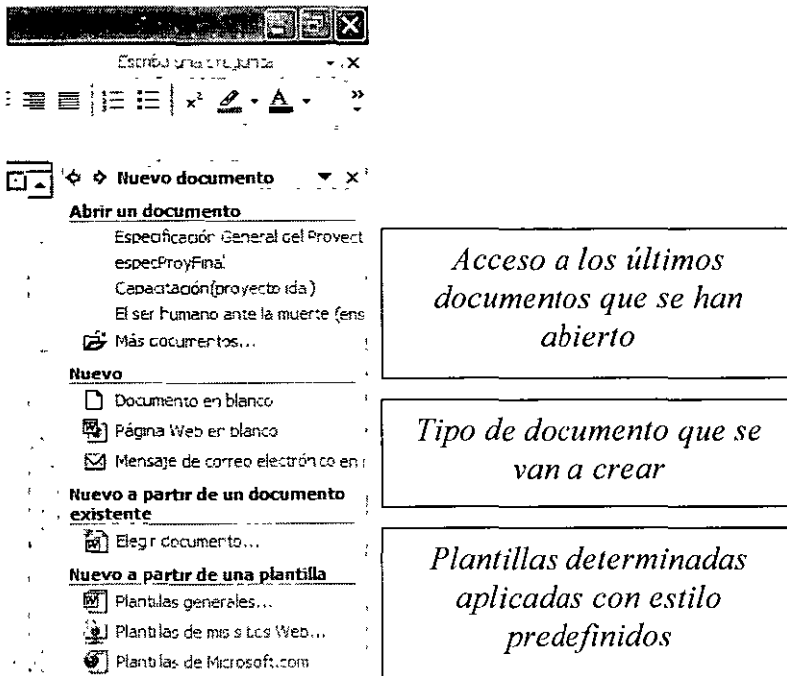 Escriba una pregunta
Nuevo documento
Abrir un documento
Especificación General del Proyect
especProyFinal
Capacitación(proyecto ida)
El ser humano ante la muerte (ens
Más documentos...
Nuevo
Documento en blanco
Página Web en blanco
Mensaje de correo electrónico en
Nuevo a partir de un documento
existente
Elegir documento...
Nuevo a partir de una plantilla
Plantillas generales...
Plantillas de mis sitios Web...
Plantillas de Microsoft.com
Acceso a los últimos
documentos que se han
abierto
Tipo de documento que se
van a crear
Plantillas determinadas
aplicadas con estilo
predefinidos